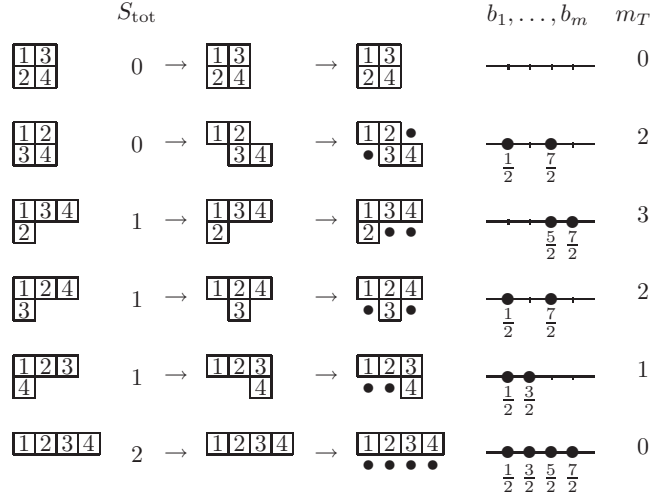 S_tot b_1, . . . , b_m m_T
1 3 0 → 1 3 → 1 3 0
2 4 2 4 2 4
1 2 0 → 1 2 → 1 2 • 2
3 4 3 4 • 3 4
1/2 7/2
1 3 4 1 → 1 3 4 → 1 3 4 3
2 2 2 • •
5/2 7/2
1 2 4 1 → 1 2 4 → 1 2 4 2
3 3 • 3 •
1/2 7/2
1 2 3 1 → 1 2 3 → 1 2 3 1
4 4 • • 4
1/2 3/2
1 2 3 4 2 → 1 2 3 4 → 1 2 3 4 0
• • • •
1/2 3/2 5/2 7/2